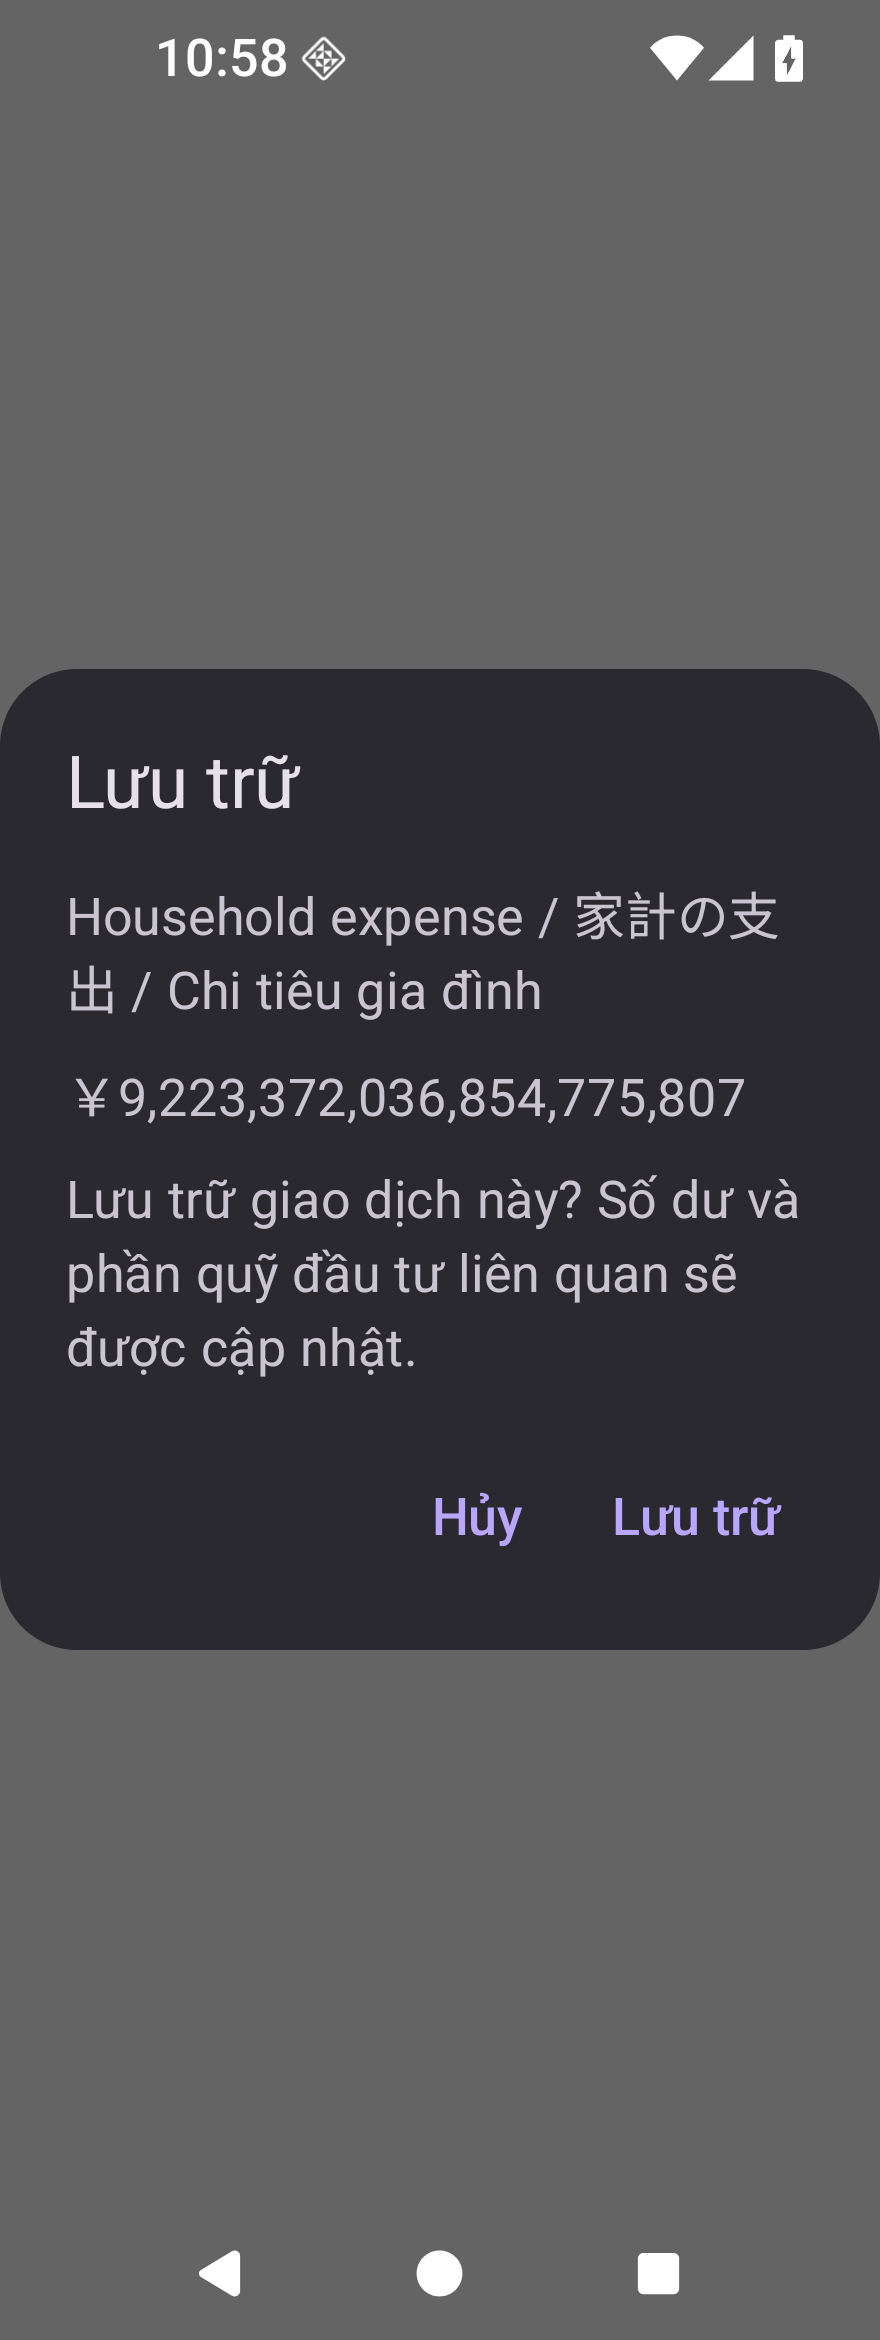 10:58
Lưu trữ
Household expense / 家計の支
出 / Chi tiêu gia đình
￥9,223,372,036,854,775,807
Lưu trữ giao dịch này? Số dư và
phần quỹ đầu tư liên quan sẽ
được cập nhật.
Hủy Lưu trữ